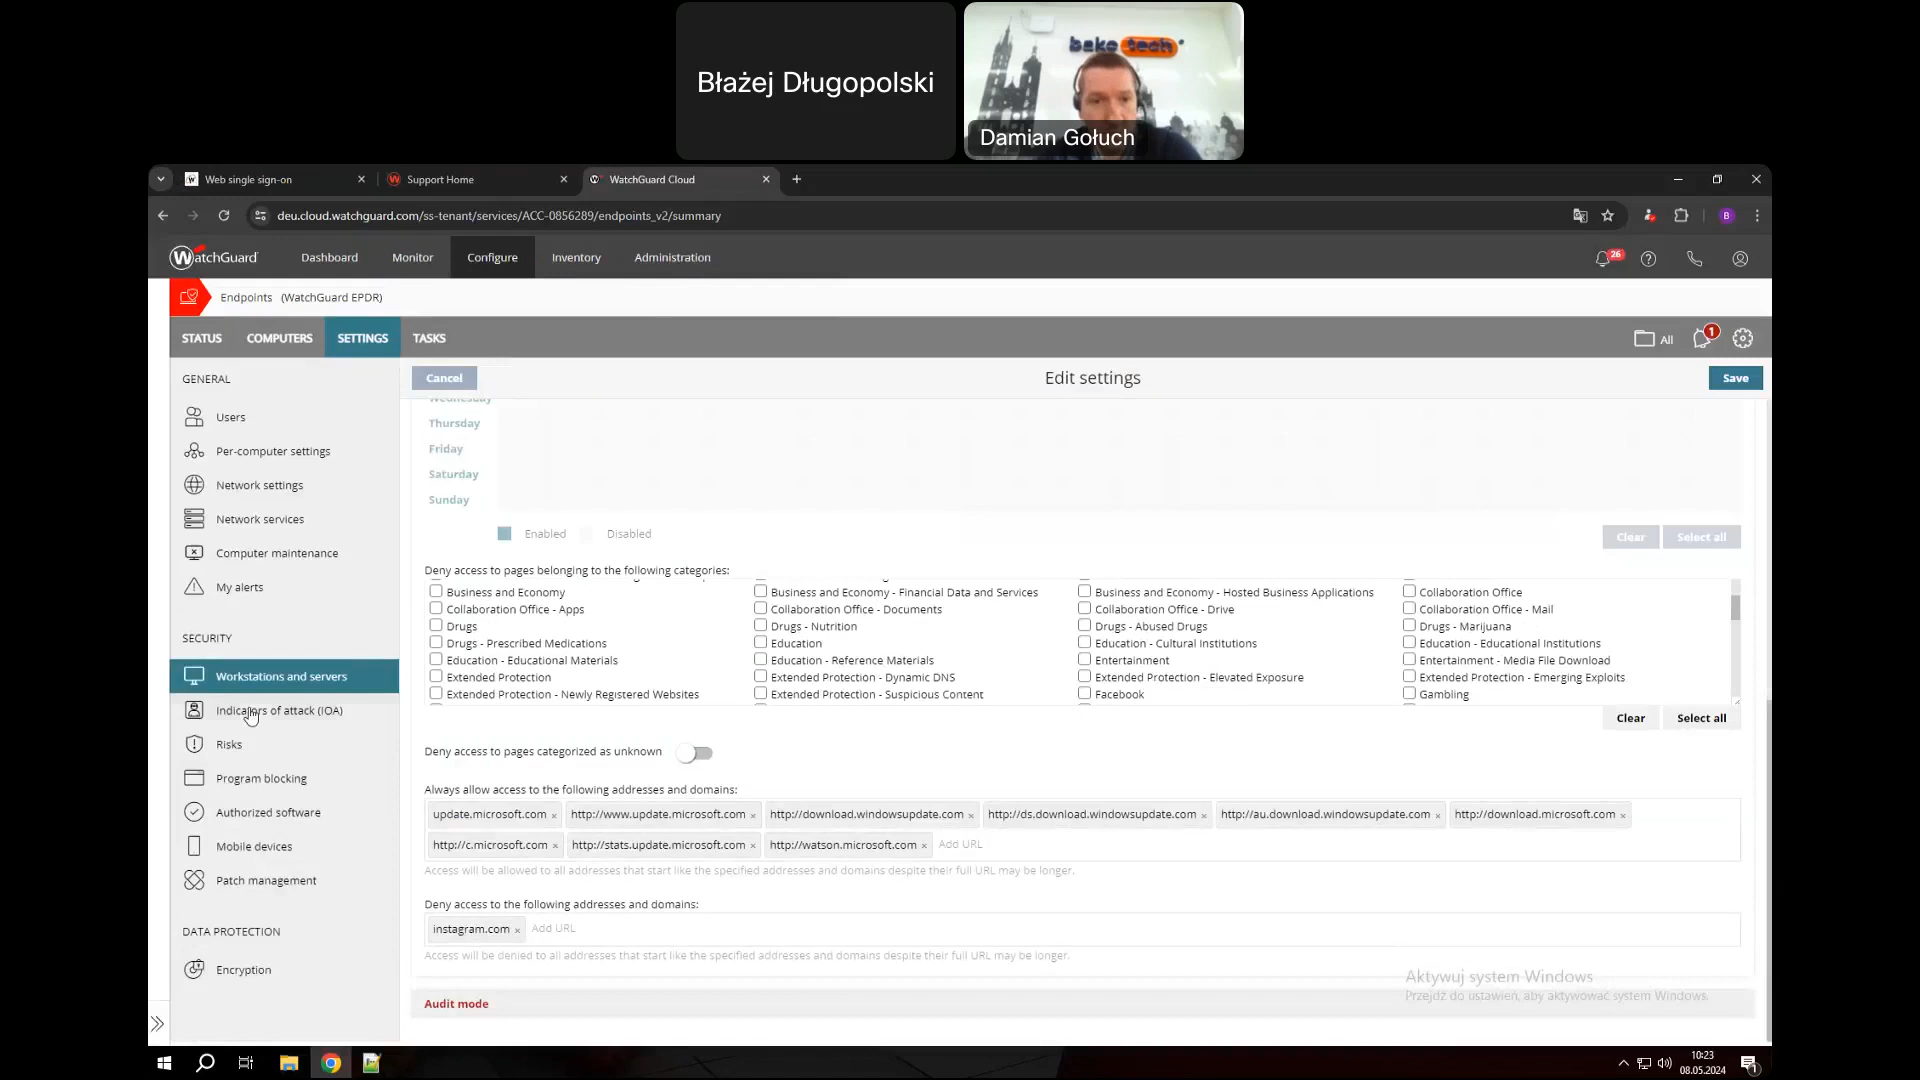 Błażej Długopolski
bakotech
Damian Gołuch
Web single sign-on
Support Home
WatchGuard Cloud
deu.cloud.watchguard.com/ss-tenant/services/ACC-0856289/endpoints_v2/summary
B
WatchGuard
Dashboard
Monitor
Configure
Inventory
Administration
26
Endpoints (WatchGuard EPDR)
STATUS
COMPUTERS
SETTINGS
TASKS
All
1
GENERAL
Users
Per-computer settings
Network settings
Network services
Computer maintenance
My alerts
SECURITY
Workstations and servers
Indicators of attack (IOA)
Risks
Program blocking
Authorized software
Mobile devices
Patch management
DATA PROTECTION
Encryption
Cancel
Edit settings
Save
Wednesday
Thursday
Friday
Saturday
Sunday
Enabled
Disabled
Clear
Select all
Deny access to pages belonging to the following categories:
Business and Economy
Business and Economy - Financial Data and Services
Business and Economy - Hosted Business Applications
Collaboration Office
Collaboration Office - Apps
Collaboration Office - Documents
Collaboration Office - Drive
Collaboration Office - Mail
Drugs
Drugs - Nutrition
Drugs - Abused Drugs
Drugs - Marijuana
Drugs - Prescribed Medications
Education
Education - Cultural Institutions
Education - Educational Institutions
Education - Educational Materials
Education - Reference Materials
Entertainment
Entertainment - Media File Download
Extended Protection
Extended Protection - Dynamic DNS
Extended Protection - Elevated Exposure
Extended Protection - Emerging Exploits
Extended Protection - Newly Registered Websites
Extended Protection - Suspicious Content
Facebook
Gambling
Clear
Select all
Deny access to pages categorized as unknown
Always allow access to the following addresses and domains:
update.microsoft.com ×
http://www.update.microsoft.com ×
http://download.windowsupdate.com ×
http://ds.download.windowsupdate.com ×
http://au.download.windowsupdate.com ×
http://download.microsoft.com ×
http://c.microsoft.com ×
http://stats.update.microsoft.com ×
http://watson.microsoft.com ×
Add URL
Access will be allowed to all addresses that start like the specified addresses and domains despite their full URL may be longer.
Deny access to the following addresses and domains:
instagram.com ×
Add URL
Access will be denied to all addresses that start like the specified addresses and domains despite their full URL may be longer.
Aktywuj system Windows
Przejdź do ustawień, aby aktywować system Windows.
Audit mode
10:23
08.05.2024
1